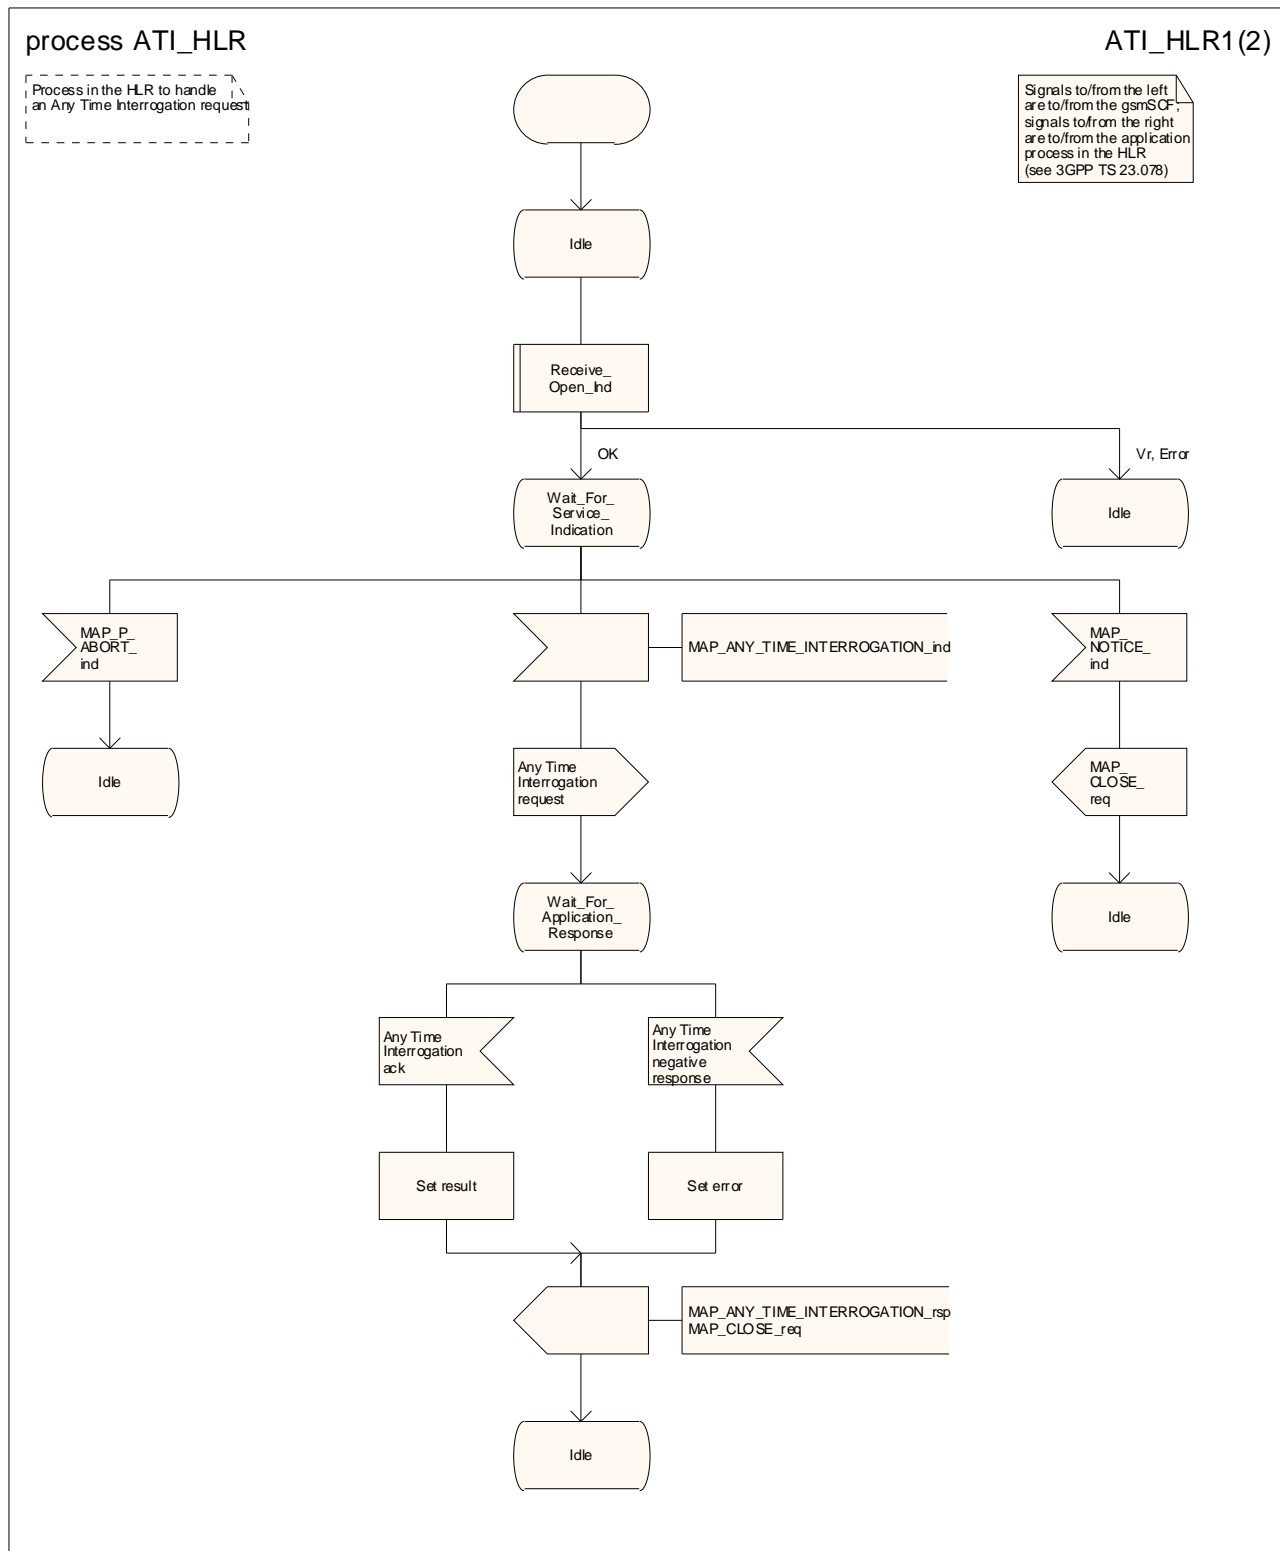 process ATI_HLR
ATI_HLR1(2)
Process in the HLR to handle
an Any Time Interrogation request
Signals to/from the left
are to/from the gsmSCF;
signals to/from the right
are to/from the application
process in the HLR
(see 3GPP TS 23.078)
Idle
Receive_
Open_Ind
OK
Vr, Error
Wait_For_
Service_
Indication
Idle
MAP_P_
ABORT_
ind
MAP_ANY_TIME_INTERROGATION_ind
MAP_
NOTICE_
ind
Idle
Any Time
Interrogation
request
MAP_
CLOSE_
req
Wait_For_
Application_
Response
Idle
Any Time
Interrogation
ack
Any Time
Interrogation
negative
response
Set result
Set error
MAP_ANY_TIME_INTERROGATION_rsp
MAP_CLOSE_req
Idle